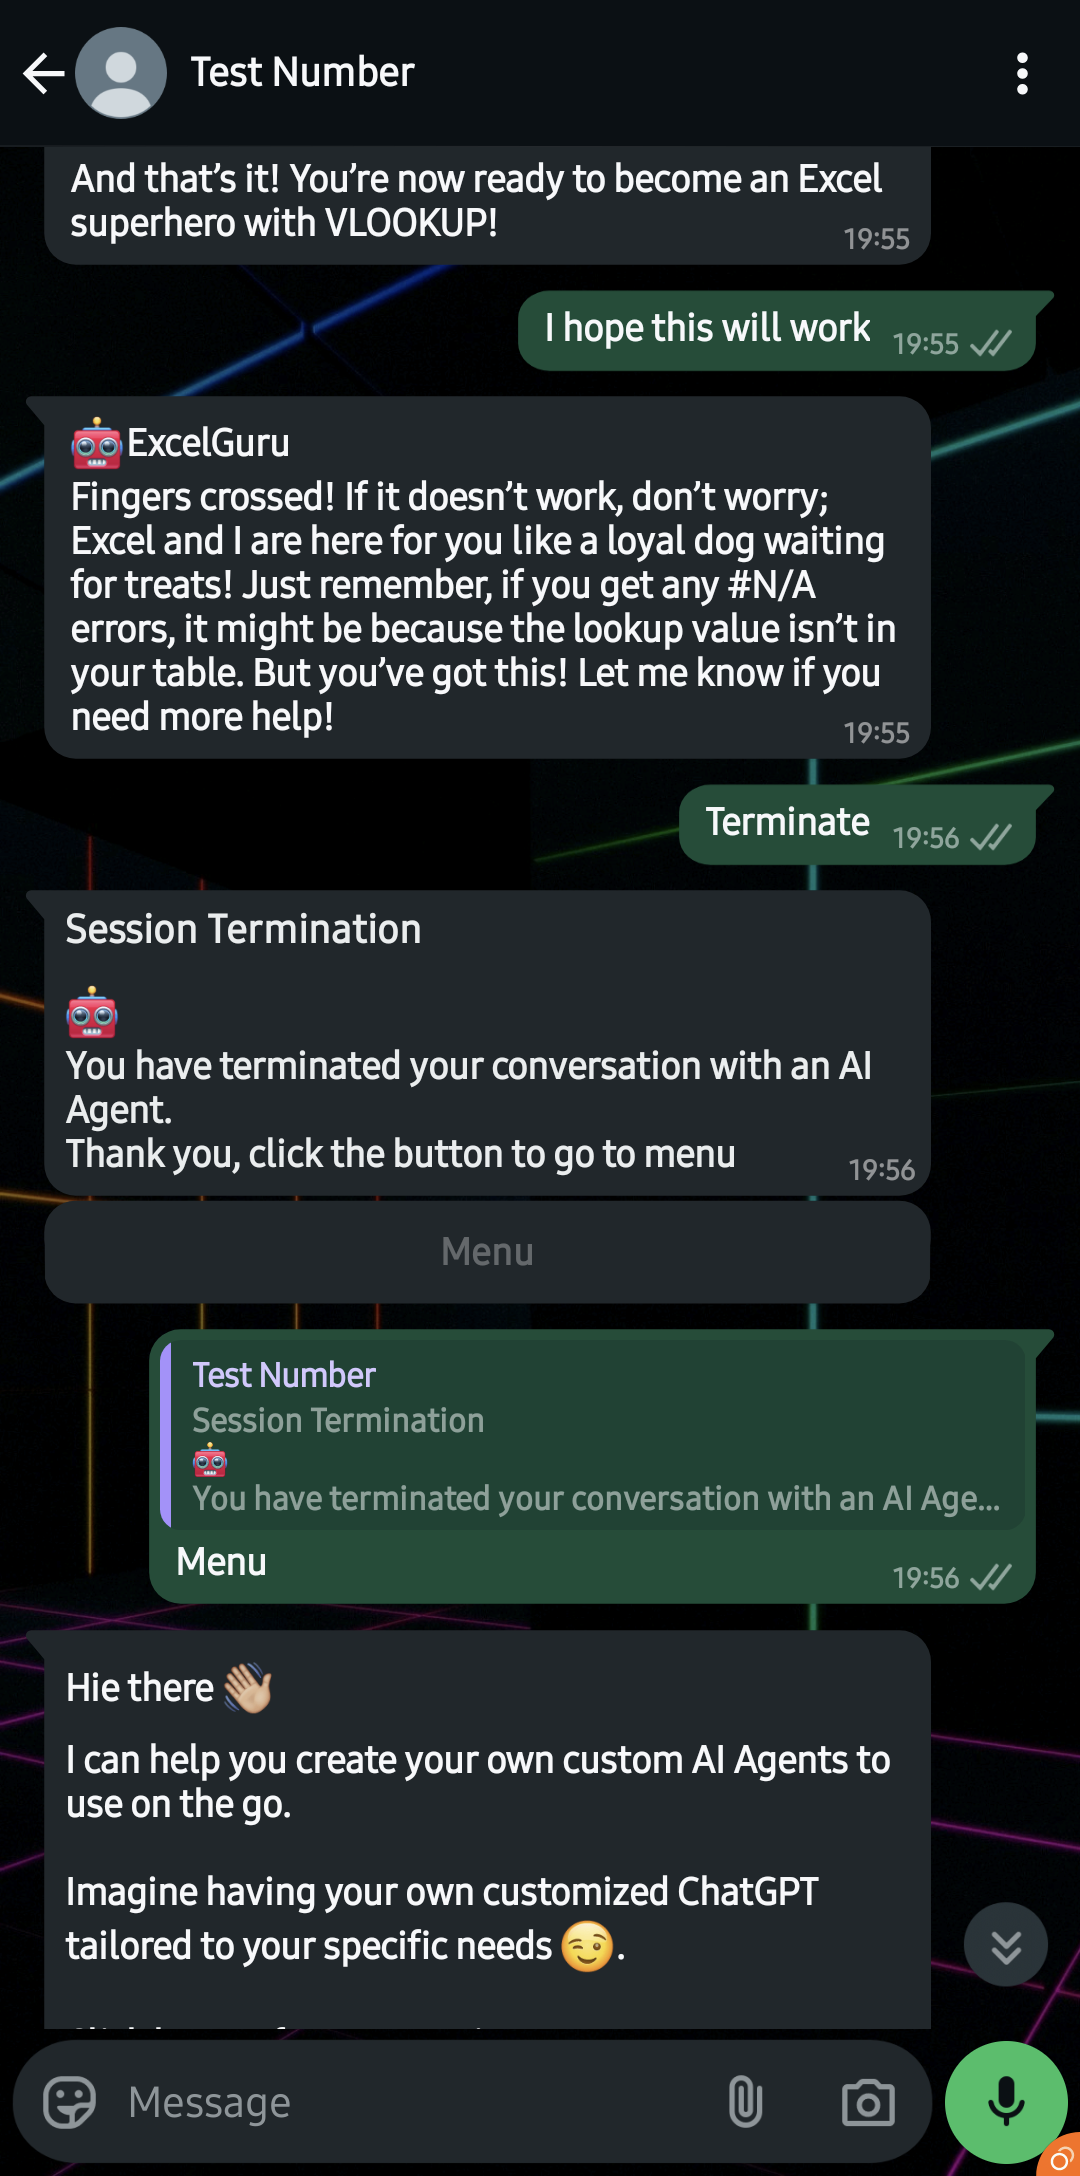 Test Number
And that's it! You're now ready to become an Excel
superhero with VLOOKUP!
19:55
I hope this will work
19:55
🤖ExcelGuru
Fingers crossed! If it doesn't work, don't worry;
Excel and I are here for you like a loyal dog waiting
for treats! Just remember, if you get any #N/A
errors, it might be because the lookup value isn't in
your table. But you've got this! Let me know if you
need more help!
19:55
Terminate
19:56
Session Termination
🤖
You have terminated your conversation with an AI
Agent.
Thank you, click the button to go to menu
19:56
Menu
Test Number
Session Termination
🤖
You have terminated your conversation with an AI Age...
Menu
19:56
Hie there 👋🏼
I can help you create your own custom AI Agents to
use on the go.
Imagine having your own customized ChatGPT
tailored to your specific needs 😉.
Message